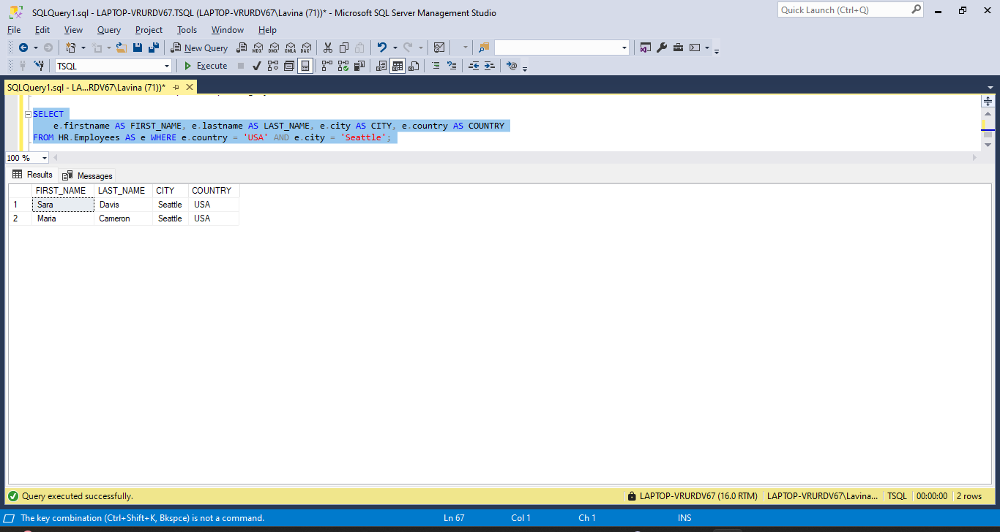 SQLQuery1.sql - LAPTOP-VRURDV67.TSQL (LAPTOP-VRURDV67\Lavina (71))* - Microsoft SQL Server Management Studio
Quick Launch (Ctrl+Q)
File Edit View Query Project Tools Window Help
New Query MDX DMX XMLA DAX
TSQL Execute
SQLQuery1.sql - LA...RDV67\Lavina (71))*
SELECT
e.firstname AS FIRST_NAME, e.lastname AS LAST_NAME, e.city AS CITY, e.country AS COUNTRY
FROM HR.Employees AS e WHERE e.country = 'USA' AND e.city = 'Seattle';
100 %
Results Messages
FIRST_NAME LAST_NAME CITY COUNTRY
1 Sara Davis Seattle USA
2 Maria Cameron Seattle USA
Query executed successfully. LAPTOP-VRURDV67 (16.0 RTM) LAPTOP-VRURDV67\Lavina... TSQL 00:00:00 2 rows
The key combination (Ctrl+Shift+K, Bkspce) is not a command. Ln 67 Col 1 Ch 1 INS